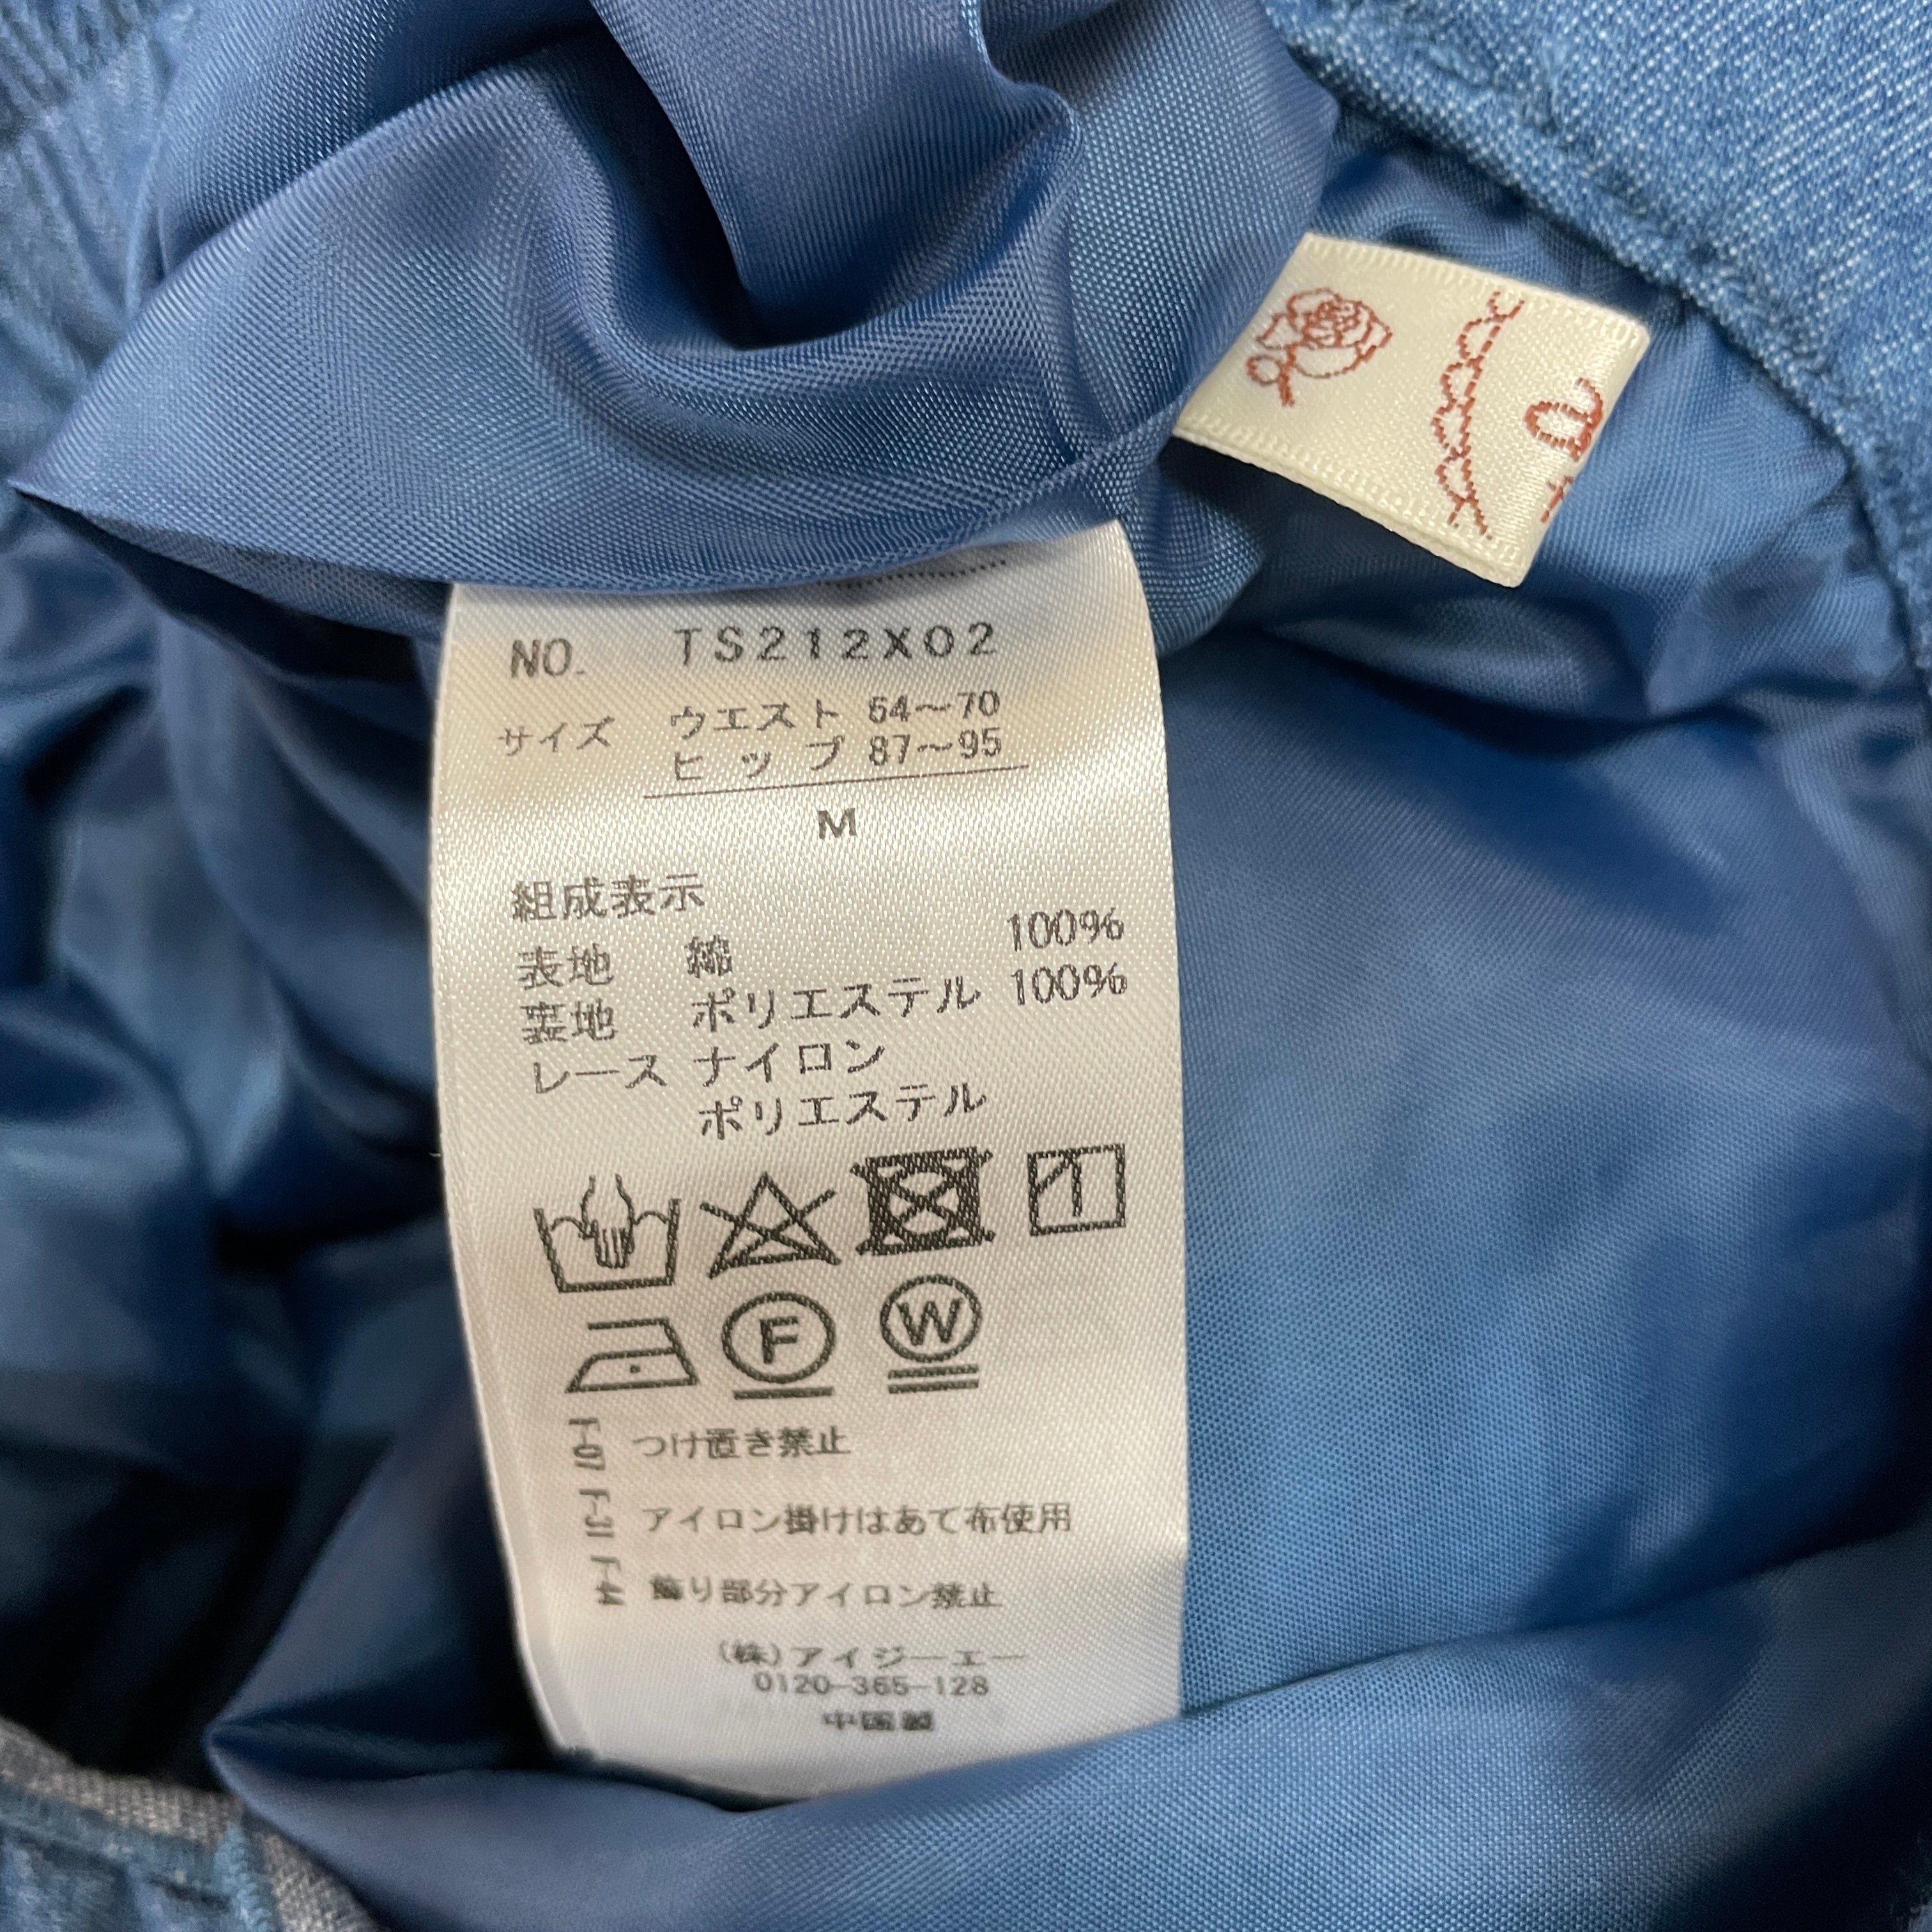 a
NO. TS212X02
サイズ ウエスト 64〜70
ヒップ 87〜95
M
組成表示
表地 綿 100%
裏地 ポリエステル 100%
レース ナイロン
ポリエステル
F W
T-07 つけ置き禁止
T-31 アイロン掛けはあて布使用
T-44 飾り部分アイロン禁止
(株)アイジーエー
0120-365-128
中国製